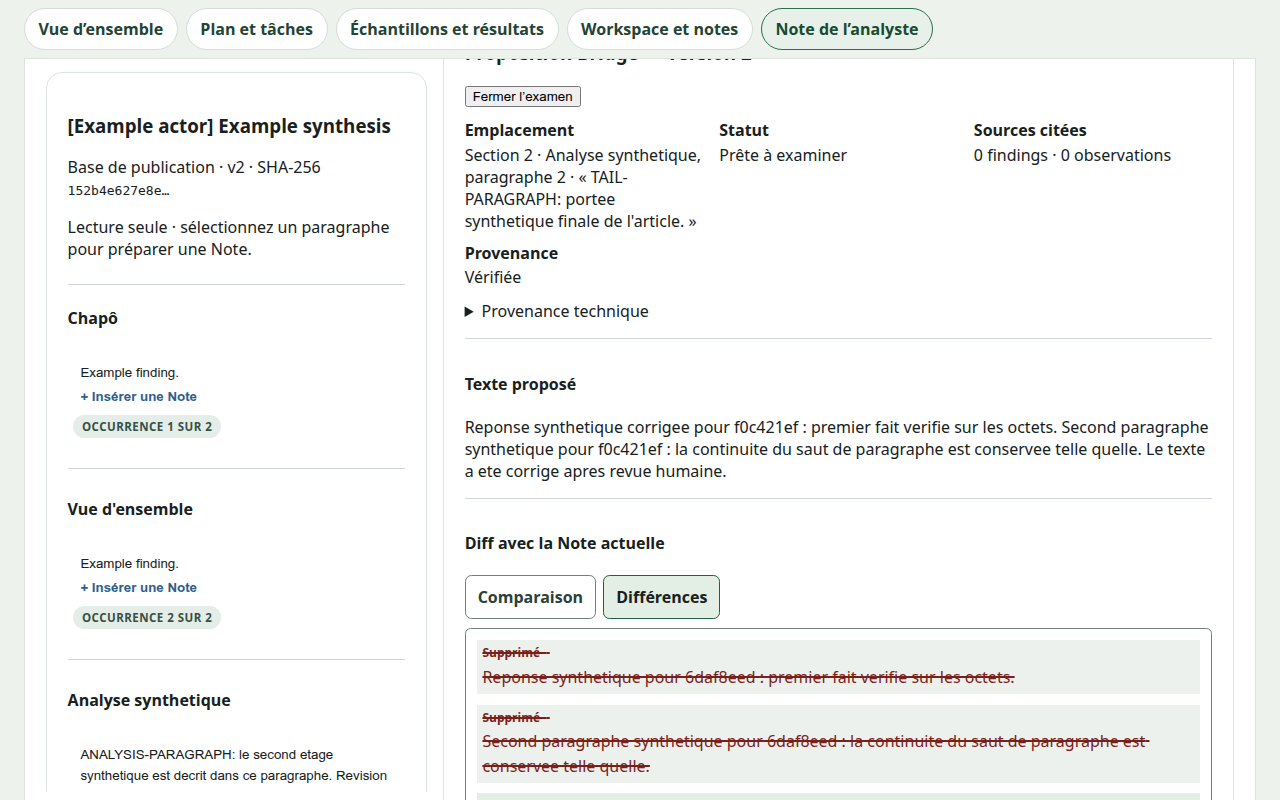 Vue d’ensemble
Plan et tâches
Échantillons et résultats
Workspace et notes
Note de l’analyste
[Example actor] Example synthesis
Base de publication · v2 · SHA-256
152b4e627e8e…
Lecture seule · sélectionnez un paragraphe
pour préparer une Note.
Chapô
Example finding.
+ Insérer une Note
OCCURRENCE 1 SUR 2
Vue d'ensemble
Example finding.
+ Insérer une Note
OCCURRENCE 2 SUR 2
Analyse synthetique
ANALYSIS-PARAGRAPH: le second etage
synthetique est decrit dans ce paragraphe. Revision
Fermer l’examen
Emplacement
Section 2 · Analyse synthetique,
paragraphe 2 · « TAIL-
PARAGRAPH: portee
synthetique finale de l'article. »
Statut
Prête à examiner
Sources citées
0 findings · 0 observations
Provenance
Vérifiée
Provenance technique
Texte proposé
Reponse synthetique corrigee pour f0c421ef : premier fait verifie sur les octets. Second paragraphe
synthetique pour f0c421ef : la continuite du saut de paragraphe est conservee telle quelle. Le texte
a ete corrige apres revue humaine.
Diff avec la Note actuelle
Comparaison
Différences
Supprimé
Reponse synthetique pour 6daf8eed : premier fait verifie sur les octets.
Supprimé
Second paragraphe synthetique pour 6daf8eed : la continuite du saut de paragraphe est
conservee telle quelle.